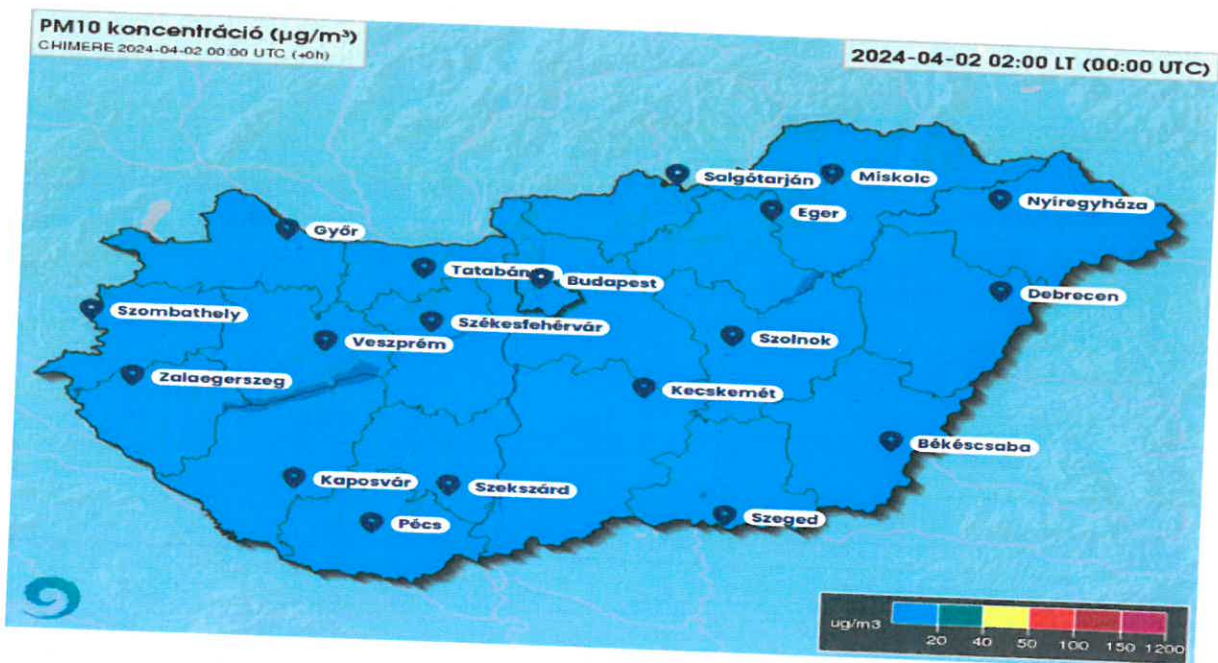 PM10 koncentráció (µg/m³)
CHIMERE 2024-04-02 00:00 UTC (+0h)
2024-04-02 02:00 LT (00:00 UTC)
Salgótarján
Miskolc
Nyíregyháza
Eger
Győr
Tatabán
Budapest
Debrecen
Szombathely
Székesfehérvár
Veszprém
Szolnok
Zalaegerszeg
Kecskemét
Békéscsaba
Kaposvár
Szekszárd
Pécs
Szeged
ug/m3
20 40 50 100 150 1200